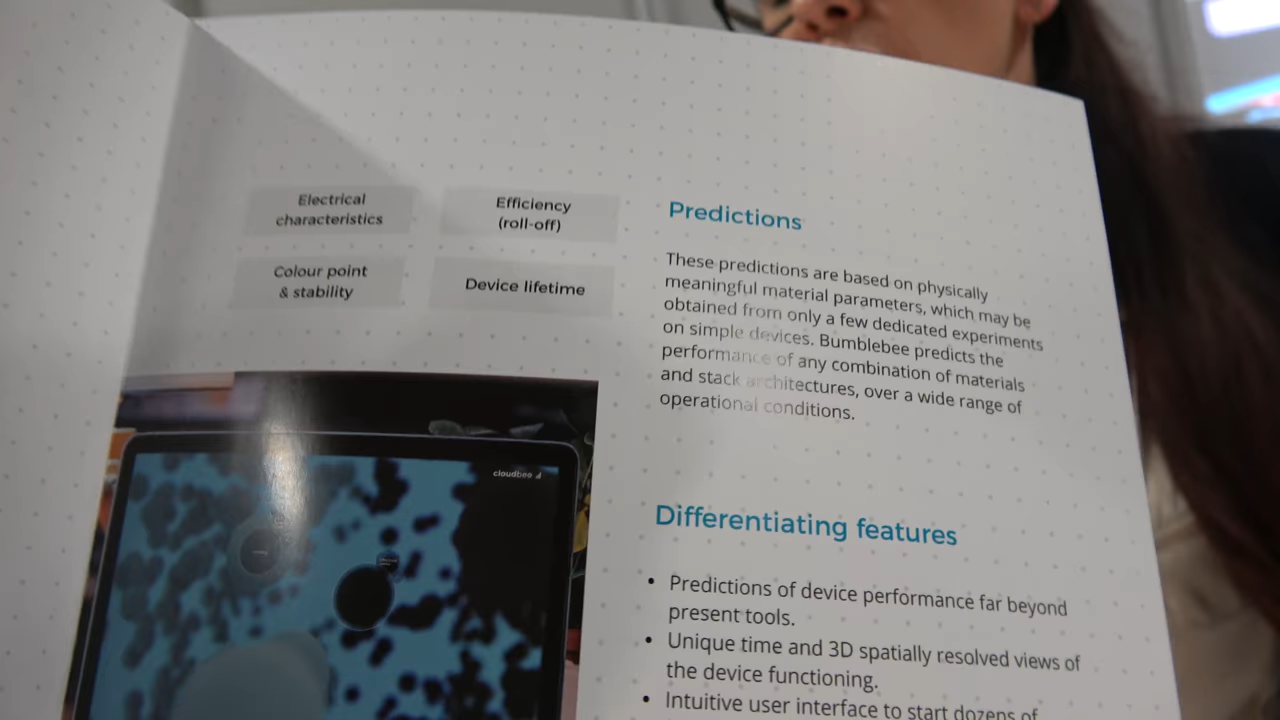 Electrical
characteristics
Efficiency
(roll-off)
Colour point
& stability
Device lifetime
cloudbee
Predictions
These predictions are based on physically
meaningful material parameters, which may be
obtained from only a few dedicated experiments
on simple devices. Bumblebee predicts the
performance of any combination of materials
and stack architectures, over a wide range of
operational conditions.
Differentiating features
• Predictions of device performance far beyond
present tools.
• Unique time and 3D spatially resolved views of
the device functioning.
• Intuitive user interface to start dozens of